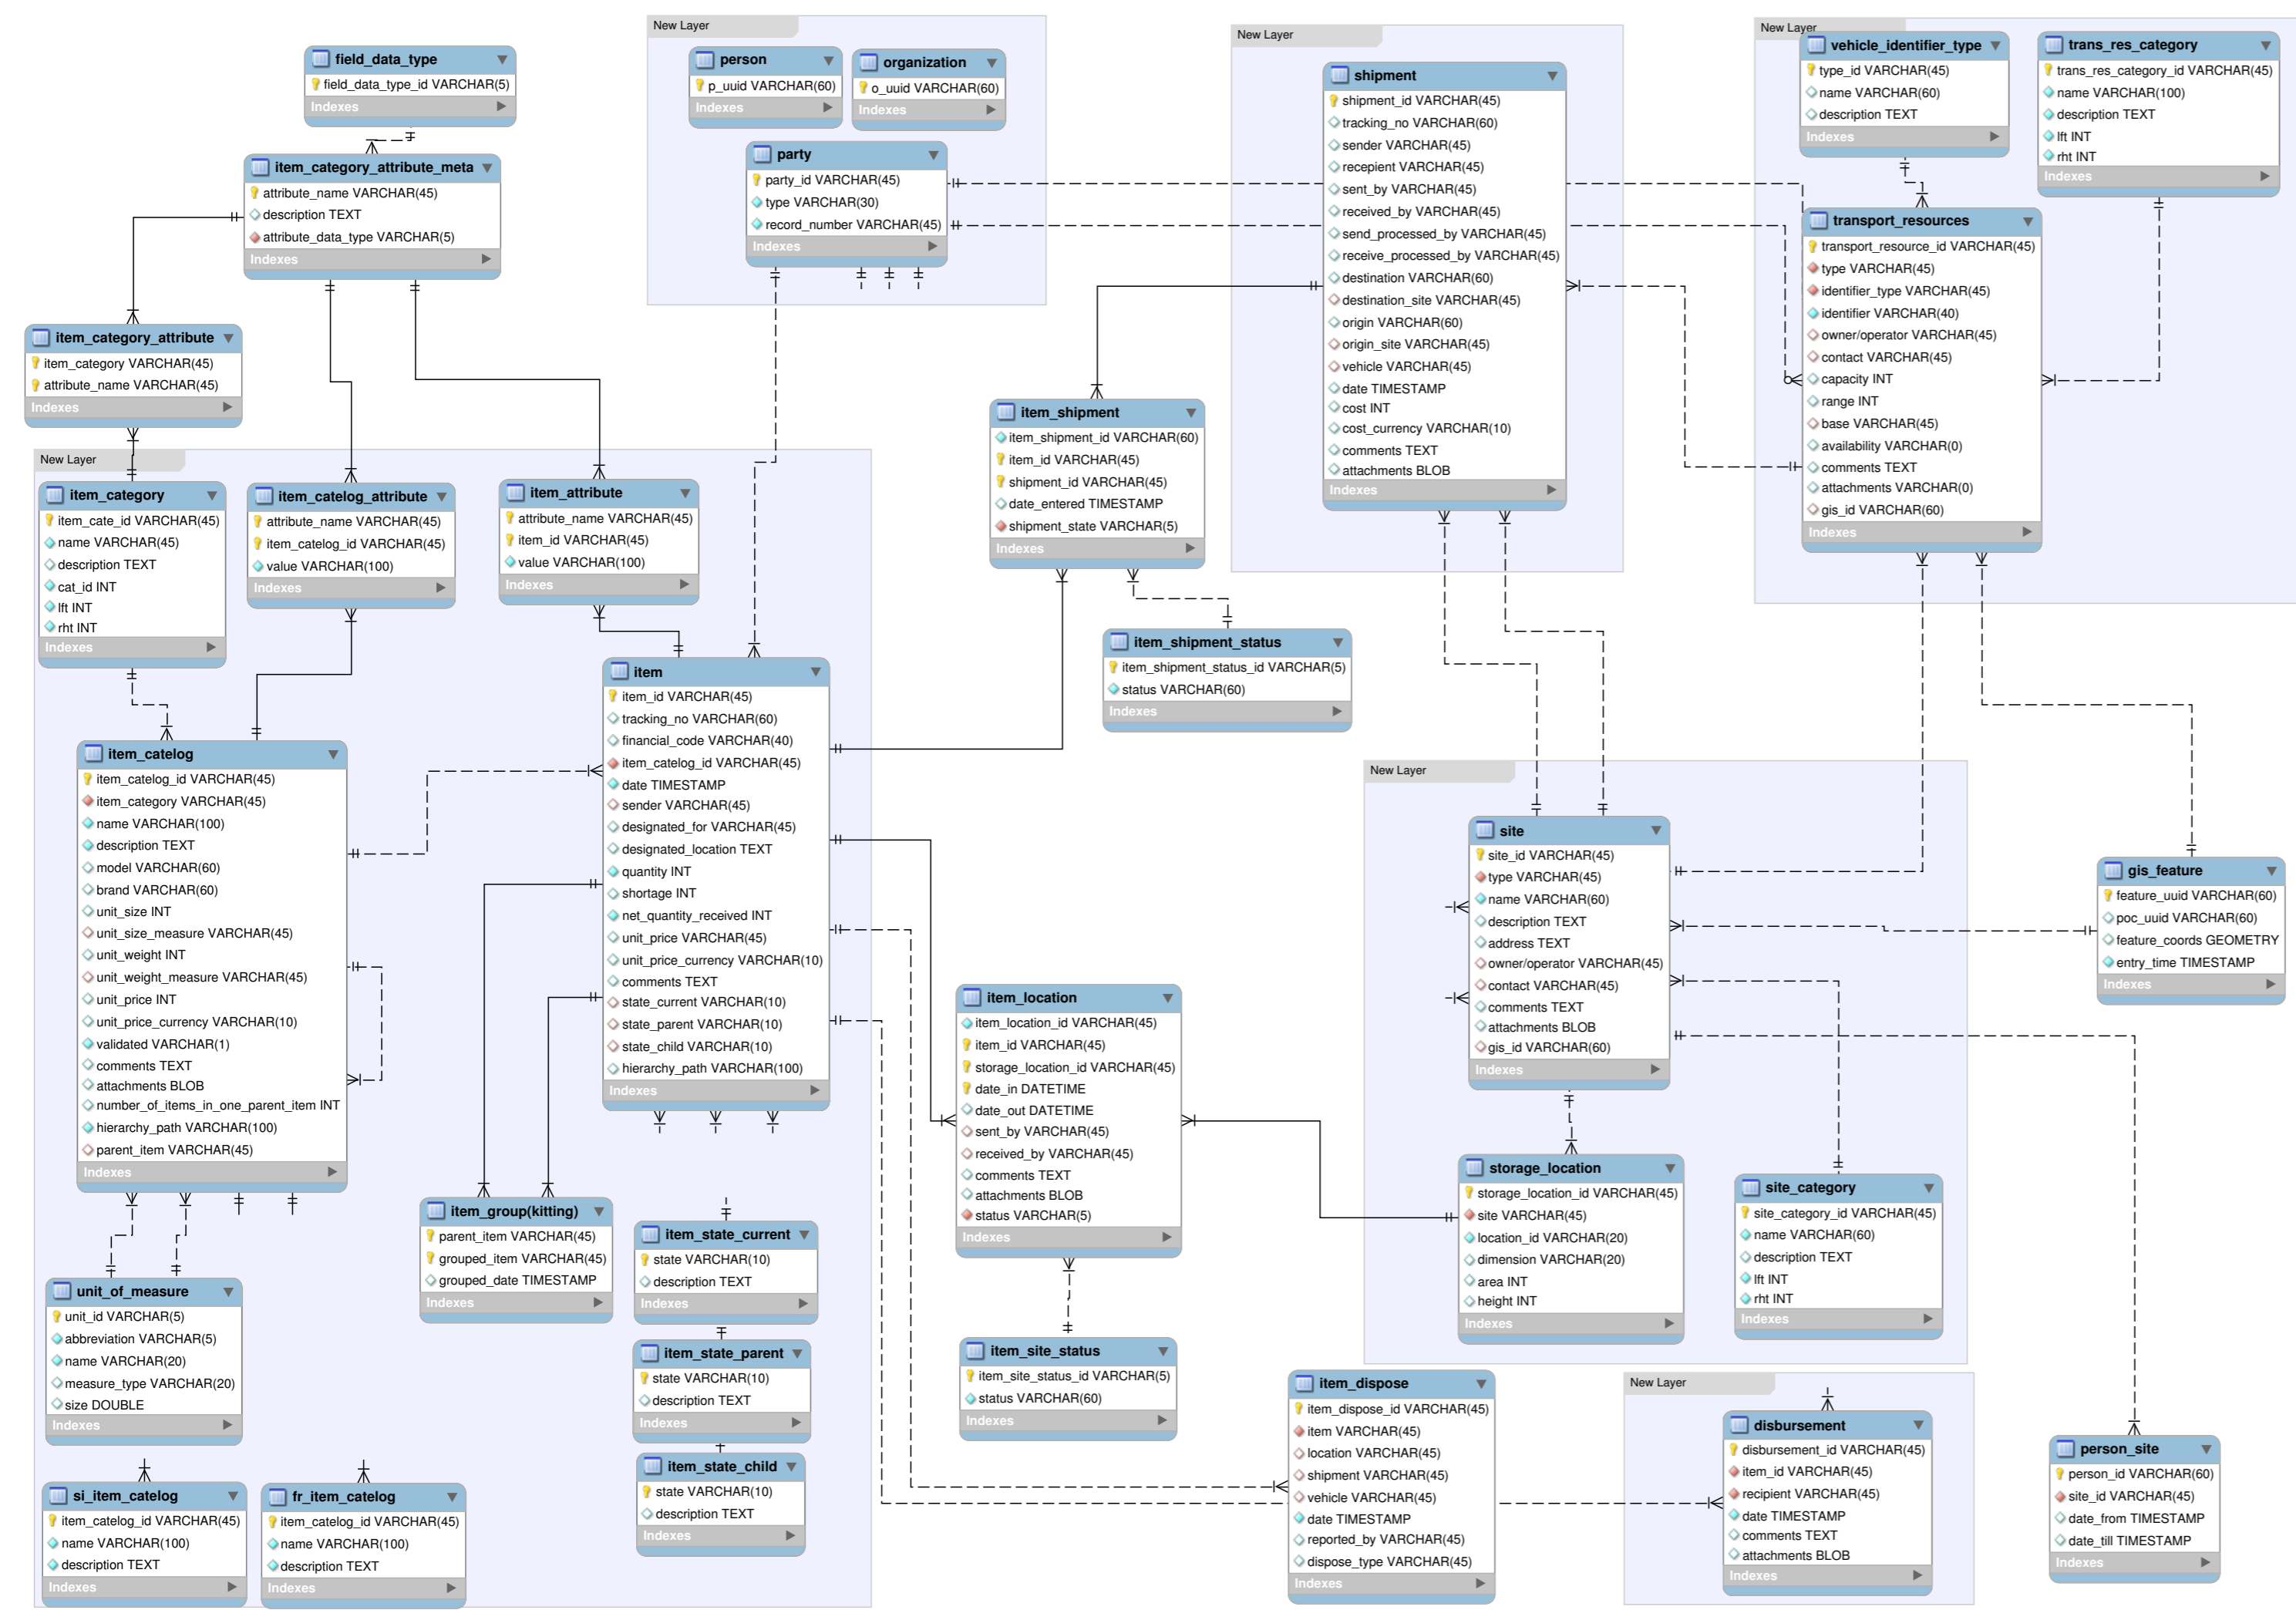 field_data_type
field_data_type_id VARCHAR(5)
Indexes
item_category_attribute_meta
attribute_name VARCHAR(45)
description TEXT
attribute_data_type VARCHAR(5)
Indexes
item_category_attribute
item_category VARCHAR(45)
attribute_name VARCHAR(45)
Indexes
New Layer
person
p_uuid VARCHAR(60)
Indexes
organization
o_uuid VARCHAR(60)
Indexes
party
party_id VARCHAR(45)
type VARCHAR(30)
record_number VARCHAR(45)
Indexes
New Layer
shipment
shipment_id VARCHAR(45)
tracking_no VARCHAR(60)
sender VARCHAR(45)
recepient VARCHAR(45)
sent_by VARCHAR(45)
received_by VARCHAR(45)
send_processed_by VARCHAR(45)
receive_processed_by VARCHAR(45)
destination VARCHAR(60)
destination_site VARCHAR(45)
origin VARCHAR(60)
origin_site VARCHAR(45)
vehicle VARCHAR(45)
date TIMESTAMP
cost INT
cost_currency VARCHAR(10)
comments TEXT
attachments BLOB
Indexes
New Layer
vehicle_identifier_type
type_id VARCHAR(45)
name VARCHAR(60)
description TEXT
Indexes
trans_res_category
trans_res_category_id VARCHAR(45)
name VARCHAR(100)
description TEXT
lft INT
rht INT
Indexes
transport_resources
transport_resource_id VARCHAR(45)
type VARCHAR(45)
identifier_type VARCHAR(45)
identifier VARCHAR(40)
owner/operator VARCHAR(45)
contact VARCHAR(45)
capacity INT
range INT
base VARCHAR(45)
availability VARCHAR(0)
comments TEXT
attachments VARCHAR(0)
gis_id VARCHAR(60)
Indexes
New Layer
item_category
item_cate_id VARCHAR(45)
name VARCHAR(45)
description TEXT
cat_id INT
lft INT
rht INT
Indexes
item_catelog_attribute
attribute_name VARCHAR(45)
item_catelog_id VARCHAR(45)
value VARCHAR(100)
Indexes
item_attribute
attribute_name VARCHAR(45)
item_id VARCHAR(45)
value VARCHAR(100)
Indexes
item_shipment
item_shipment_id VARCHAR(60)
item_id VARCHAR(45)
shipment_id VARCHAR(45)
date_entered TIMESTAMP
shipment_state VARCHAR(5)
Indexes
item_shipment_status
item_shipment_status_id VARCHAR(5)
status VARCHAR(60)
Indexes
item_catelog
item_catelog_id VARCHAR(45)
item_category VARCHAR(45)
name VARCHAR(100)
description TEXT
model VARCHAR(60)
brand VARCHAR(60)
unit_size INT
unit_size_measure VARCHAR(45)
unit_weight INT
unit_weight_measure VARCHAR(45)
unit_price INT
unit_price_currency VARCHAR(10)
validated VARCHAR(1)
comments TEXT
attachments BLOB
number_of_items_in_one_parent_item INT
hierarchy_path VARCHAR(100)
parent_item VARCHAR(45)
Indexes
item
item_id VARCHAR(45)
tracking_no VARCHAR(60)
financial_code VARCHAR(40)
item_catelog_id VARCHAR(45)
date TIMESTAMP
sender VARCHAR(45)
designated_for VARCHAR(45)
designated_location TEXT
quantity INT
shortage INT
net_quantity_received INT
unit_price VARCHAR(45)
unit_price_currency VARCHAR(10)
comments TEXT
state_current VARCHAR(10)
state_parent VARCHAR(10)
state_child VARCHAR(10)
hierarchy_path VARCHAR(100)
Indexes
New Layer
site
site_id VARCHAR(45)
type VARCHAR(45)
name VARCHAR(60)
description TEXT
address TEXT
owner/operator VARCHAR(45)
contact VARCHAR(45)
comments TEXT
attachments BLOB
gis_id VARCHAR(60)
Indexes
gis_feature
feature_uuid VARCHAR(60)
poc_uuid VARCHAR(60)
feature_coords GEOMETRY
entry_time TIMESTAMP
Indexes
item_location
item_location_id VARCHAR(45)
item_id VARCHAR(45)
storage_location_id VARCHAR(45)
date_in DATETIME
date_out DATETIME
sent_by VARCHAR(45)
received_by VARCHAR(45)
comments TEXT
attachments BLOB
status VARCHAR(5)
Indexes
storage_location
storage_location_id VARCHAR(45)
site VARCHAR(45)
location_id VARCHAR(20)
dimension VARCHAR(20)
area INT
height INT
Indexes
site_category
site_category_id VARCHAR(45)
name VARCHAR(60)
description TEXT
lft INT
rht INT
Indexes
unit_of_measure
unit_id VARCHAR(5)
abbreviation VARCHAR(5)
name VARCHAR(20)
measure_type VARCHAR(20)
size DOUBLE
Indexes
item_group(kitting)
parent_item VARCHAR(45)
grouped_item VARCHAR(45)
grouped_date TIMESTAMP
Indexes
item_state_current
state VARCHAR(10)
description TEXT
Indexes
item_state_parent
state VARCHAR(10)
description TEXT
Indexes
item_state_child
state VARCHAR(10)
description TEXT
Indexes
item_site_status
item_site_status_id VARCHAR(5)
status VARCHAR(60)
Indexes
item_dispose
item_dispose_id VARCHAR(45)
item VARCHAR(45)
location VARCHAR(45)
shipment VARCHAR(45)
vehicle VARCHAR(45)
date TIMESTAMP
reported_by VARCHAR(45)
dispose_type VARCHAR(45)
Indexes
New Layer
disbursement
disbursement_id VARCHAR(45)
item_id VARCHAR(45)
recipient VARCHAR(45)
date TIMESTAMP
comments TEXT
attachments BLOB
Indexes
person_site
person_id VARCHAR(60)
site_id VARCHAR(45)
date_from TIMESTAMP
date_till TIMESTAMP
Indexes
si_item_catelog
item_catelog_id VARCHAR(45)
name VARCHAR(100)
description TEXT
Indexes
fr_item_catelog
item_catelog_id VARCHAR(45)
name VARCHAR(100)
description TEXT
Indexes